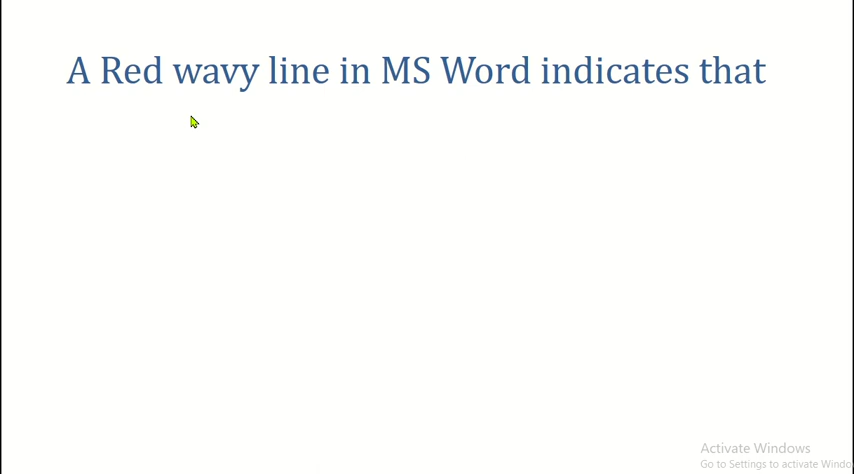 A Red wavy line in MS Word indicates that
Activate Windows
Go to Settings to activate Windo